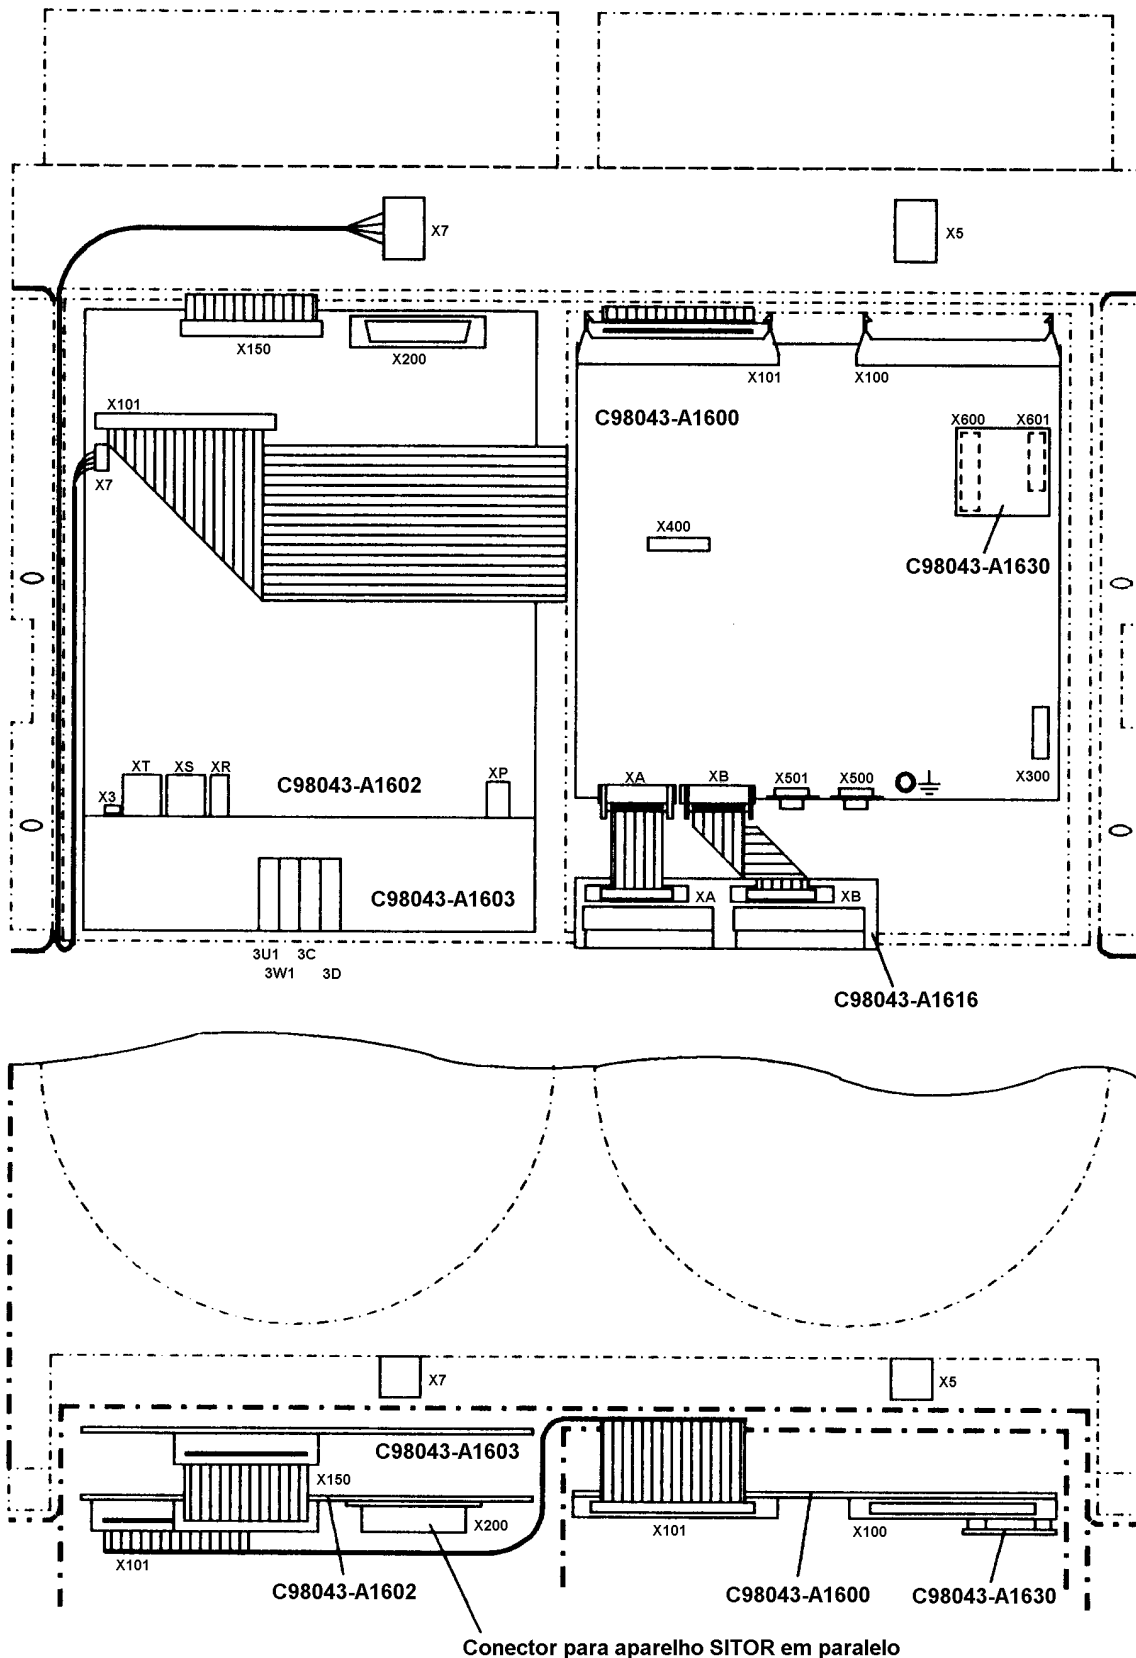 X7
X5
X150
X200
X101
X100
X101
C98043-A1600
X600
X601
X7
X400
C98043-A1630
XT
XS
XR
XP
X3
C98043-A1602
XA
XB
X501
X500
X300
C98043-A1603
XA
XB
3U1
3C
3W1
3D
C98043-A1616
X7
X5
C98043-A1603
X150
X200
X101
X101
X100
C98043-A1602
C98043-A1600
C98043-A1630
Conector para aparelho SITOR em paralelo